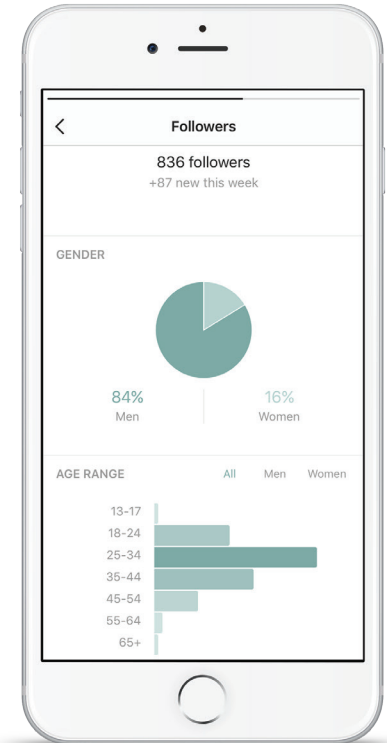 Followers
836 followers
+87 new this week
GENDER
84% 16%
Men Women
AGE RANGE All Men Women
13-17
18-24
25-34
35-44
45-54
55-64
65+